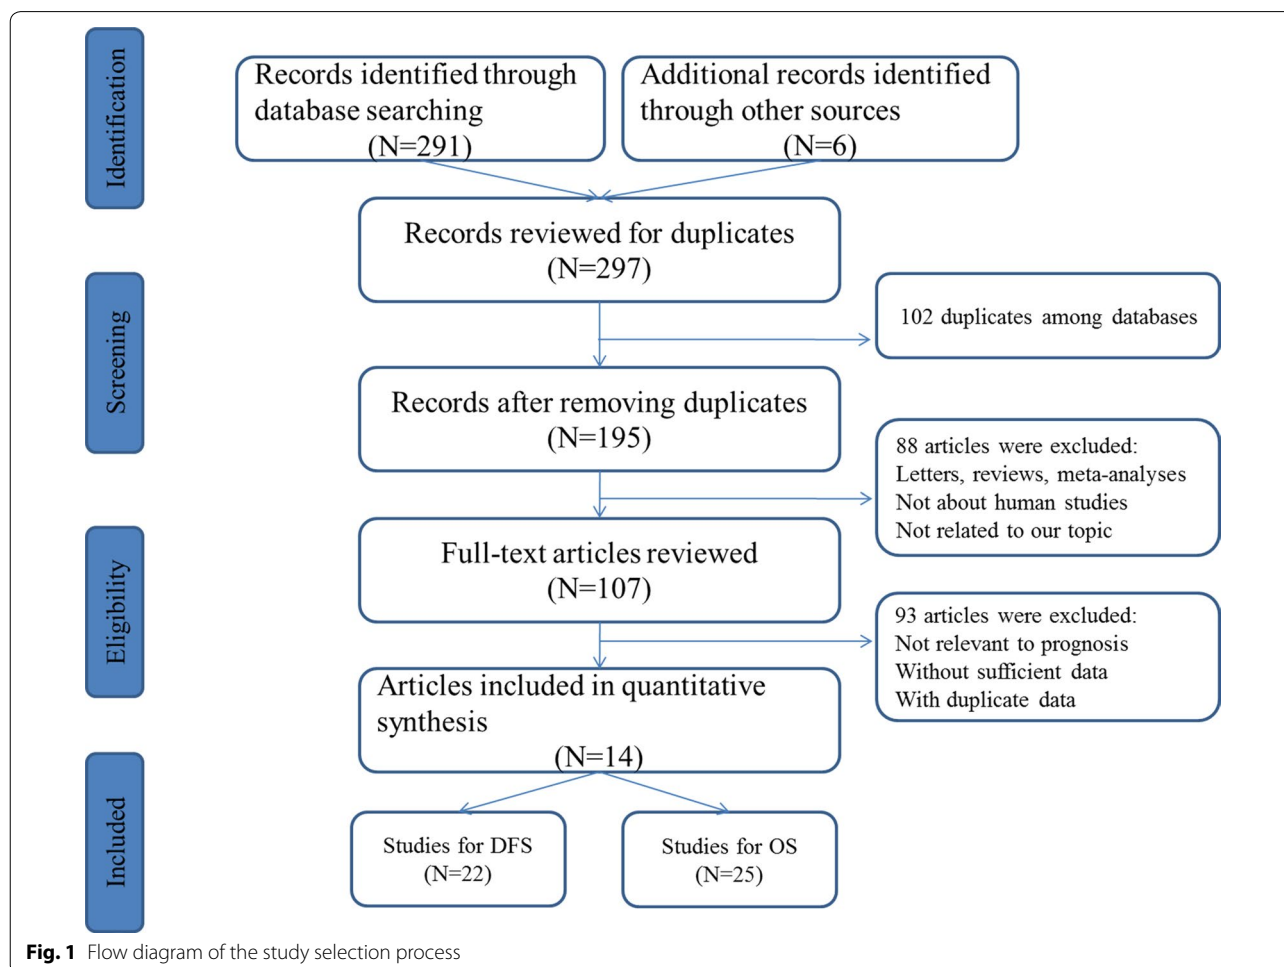 Identification
Records identified through
database searching
(N=291)
Additional records identified
through other sources
(N=6)
Records reviewed for duplicates
(N=297)
Screening
102 duplicates among databases
Records after removing duplicates
(N=195)
88 articles were excluded:
Letters, reviews, meta-analyses
Not about human studies
Not related to our topic
Eligibility
Full-text articles reviewed
(N=107)
93 articles were excluded:
Not relevant to prognosis
Without sufficient data
With duplicate data
Articles included in quantitative
synthesis
(N=14)
Included
Studies for DFS
(N=22)
Studies for OS
(N=25)
Fig. 1 Flow diagram of the study selection process